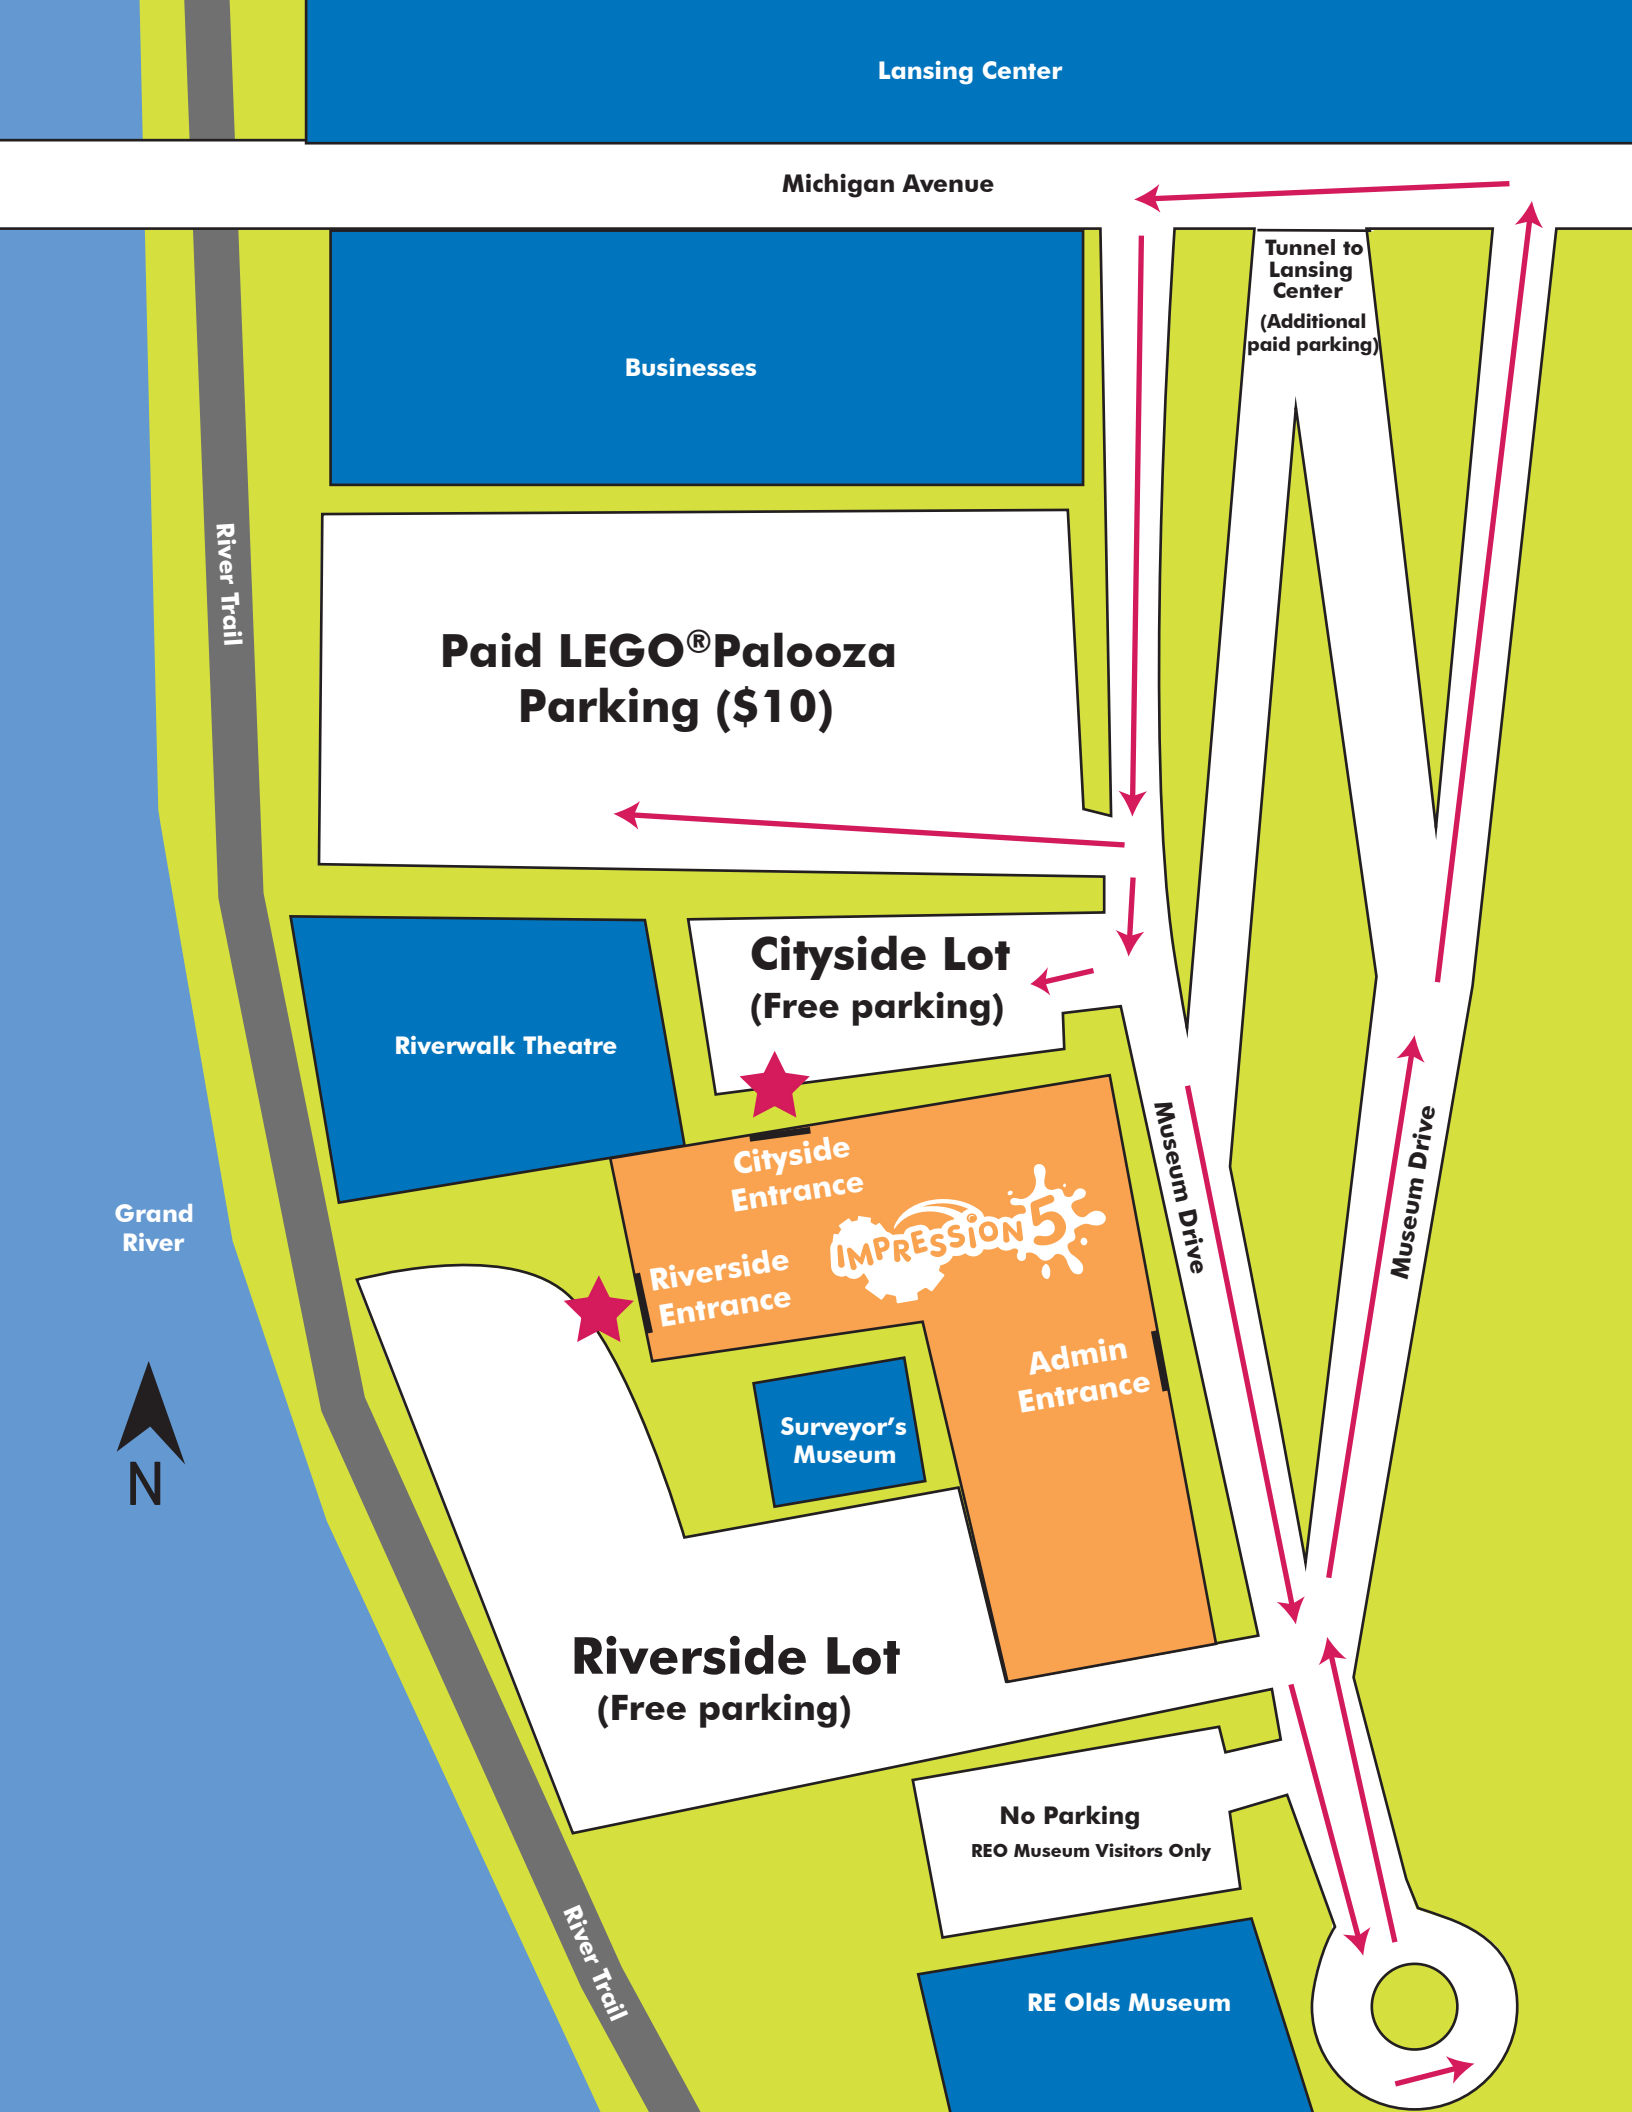 Lansing Center
Michigan Avenue
Tunnel to
Lansing
Center
(Additional
paid parking)
Businesses
River Trail
Paid LEGO®Palooza
Parking ($10)
Cityside Lot
(Free parking)
Riverwalk Theatre
Museum Drive
Museum Drive
Cityside
Entrance
Grand
River
IMPRESSION 5
Riverside
Entrance
Admin
Entrance
Surveyor’s
Museum
N
Riverside Lot
(Free parking)
No Parking
REO Museum Visitors Only
River Trail
RE Olds Museum